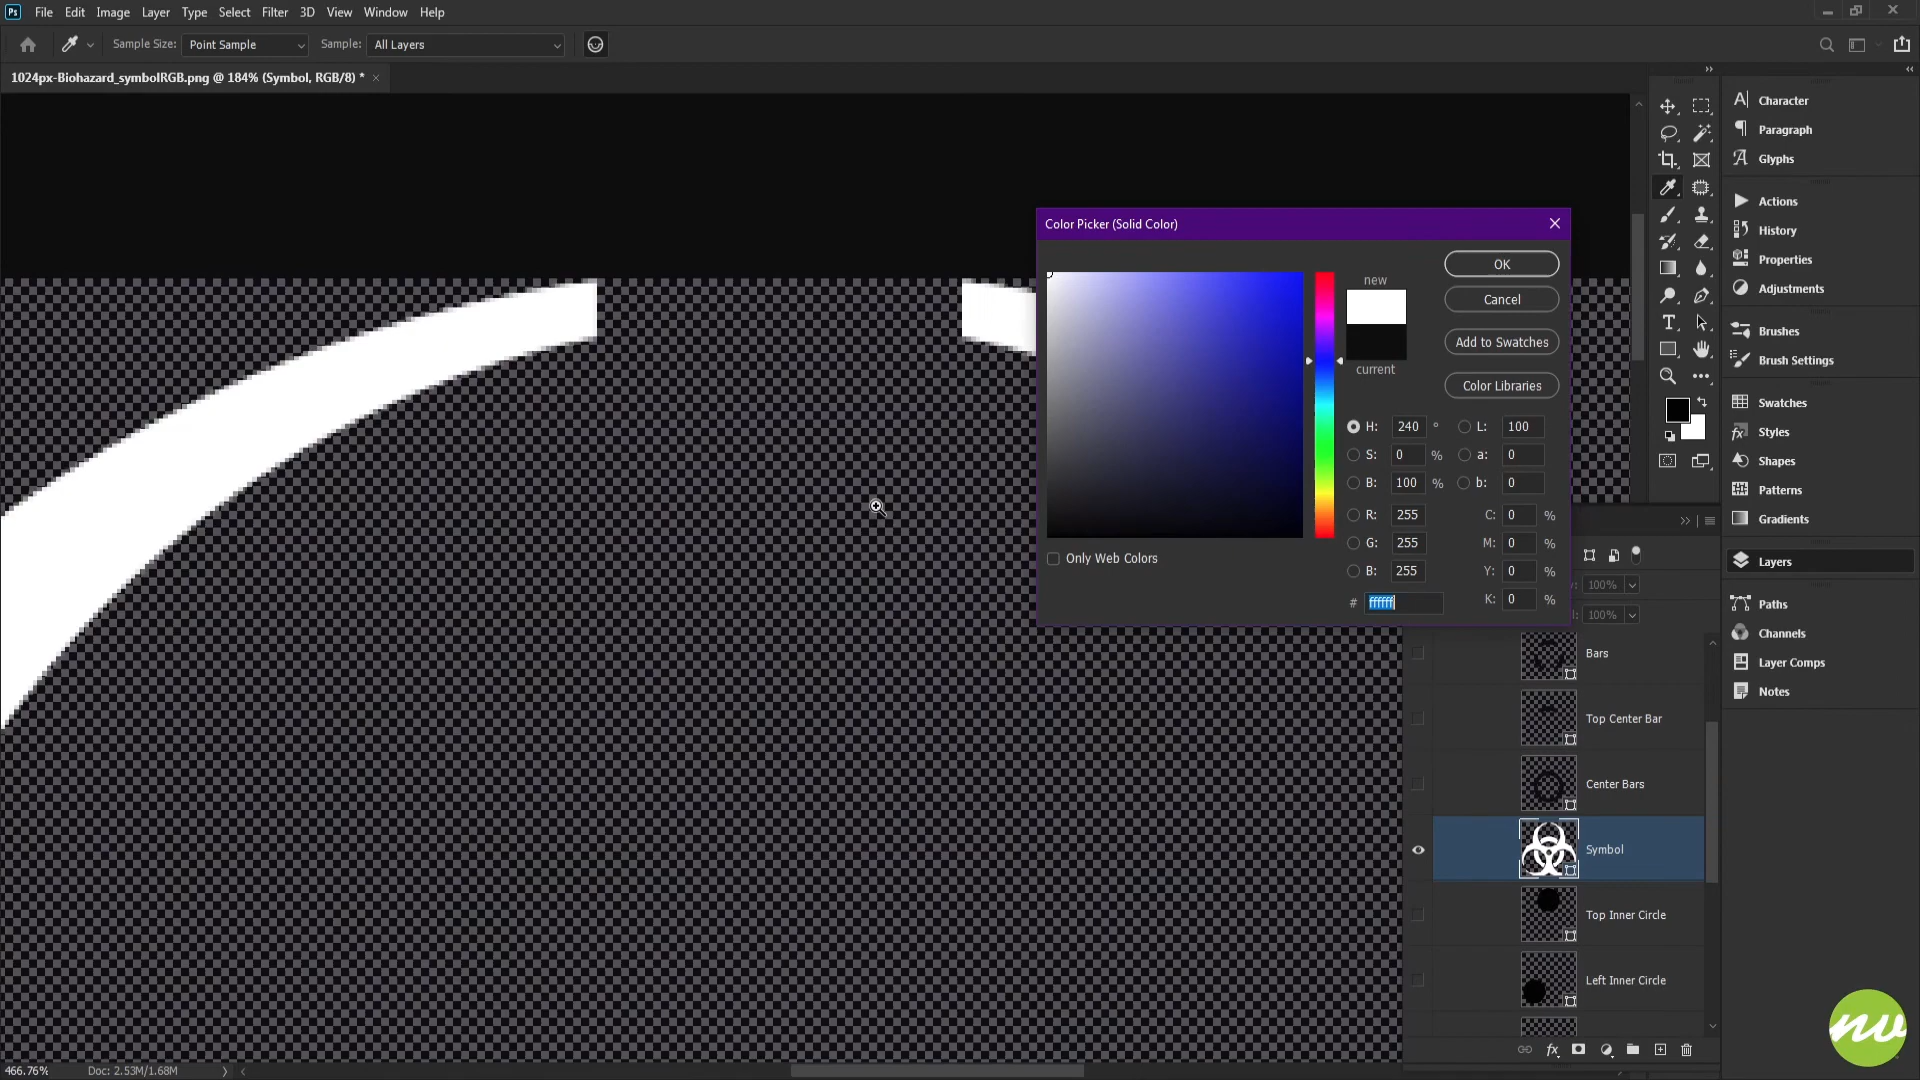 Ps File Edit Image Layer Type Select Filter 3D View Window Help
Sample Size: Point Sample Sample: All Layers
1024px-Biohazard_symbolRGB.png @ 184% (Symbol, RGB/8) * ×
Character
Paragraph
Glyphs
Actions
History
Properties
Adjustments
Brushes
Brush Settings
Swatches
Styles
Shapes
Patterns
Gradients
Layers
Paths
Channels
Layer Comps
Notes
Color Picker (Solid Color)
new
current
OK
Cancel
Add to Swatches
Color Libraries
H: 240 ° L: 100
S: 0 % a: 0
B: 100 % b: 0
R: 255 C: 0 %
G: 255 M: 0 %
B: 255 Y: 0 %
# ffffff K: 0 %
Only Web Colors
100%
100%
Bars
Top Center Bar
Center Bars
Symbol
Top Inner Circle
Left Inner Circle
fx
466.76% Doc: 2.53M/1.68M
nv